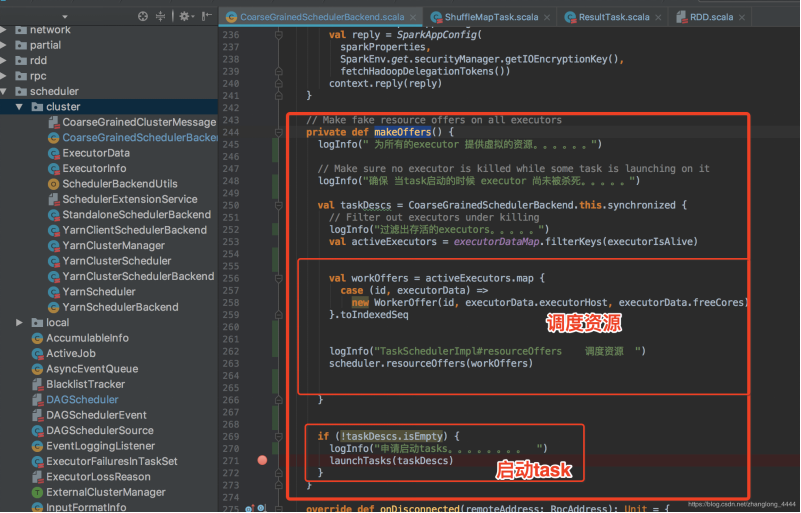 network
partial
rdd
rpc
scheduler
cluster
CoarseGrainedClusterMessage
CoarseGrainedSchedulerBacke
ExecutorData
ExecutorInfo
SchedulerBackendUtils
SchedulerExtensionService
StandaloneSchedulerBackend
YarnClientSchedulerBackend
YarnClusterManager
YarnClusterScheduler
YarnClusterSchedulerBackend
YarnScheduler
YarnSchedulerBackend
local
AccumulableInfo
ActiveJob
AsyncEventQueue
BlacklistTracker
DAGScheduler
DAGSchedulerEvent
DAGSchedulerSource
EventLoggingListener
ExecutorFailuresInTaskSet
ExecutorLossReason
ExternalClusterManager
InputFormatInfo
CoarseGrainedSchedulerBackend.scala × ShuffleMapTask.scala × ResultTask.scala × RDD.scala ×
236 val reply = SparkAppConfig(
237 sparkProperties,
238 SparkEnv.get.securityManager.getIOEncryptionKey(),
239 fetchHadoopDelegationTokens())
240 context.reply(reply)
241 }
242
243 // Make fake resource offers on all executors
244 private def makeOffers() {
245 logInfo(" 为所有的executor 提供虚拟的资源。。。。。。")
246
247 // Make sure no executor is killed while some task is launching on it
248 logInfo("确保 当task启动的时候 executor 尚未被杀死。。。。。")
249
250 val taskDescs = CoarseGrainedSchedulerBackend.this.synchronized {
251 // Filter out executors under killing
252 logInfo("过滤出存活的executors。。。。。")
253 val activeExecutors = executorDataMap.filterKeys(executorIsAlive)
254
255
256 val workOffers = activeExecutors.map {
257 case (id, executorData) =>
258 new WorkerOffer(id, executorData.executorHost, executorData.freeCores)
259 }.toIndexedSeq
260
261
262 logInfo("TaskSchedulerImpl#resourceOffers 调度资源 ")
263 scheduler.resourceOffers(workOffers)
264
265
266 }
267
268
269 if (!taskDescs.isEmpty) {
270 logInfo("申请启动tasks。。。。。。。。 ")
271 launchTasks(taskDescs)
272 }
273 }
274
275 override def onDisconnected(remoteAddress: RpcAddress): Unit = {
调度资源
启动task
https://blog.csdn.net/zhanglong_4444